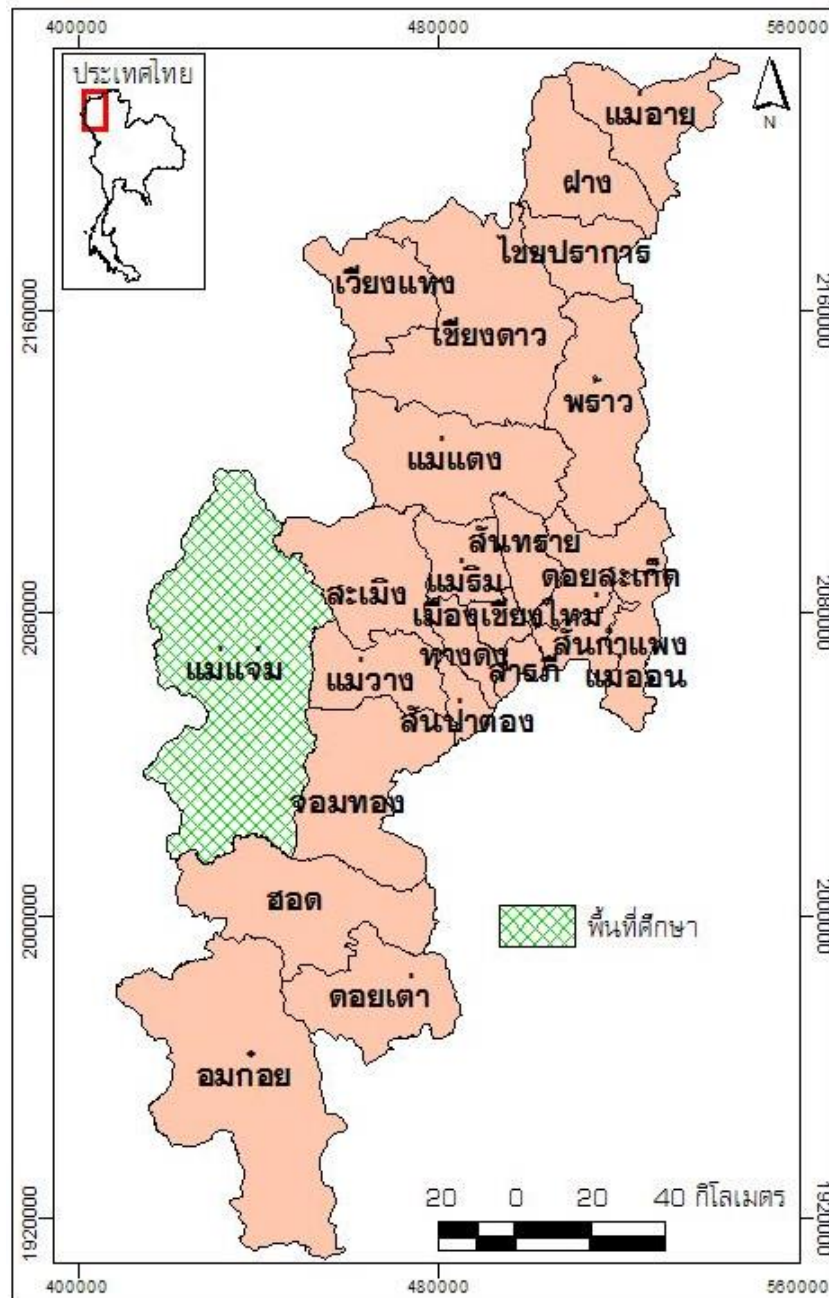 400000 480000 560000
ประเทศไทย
N
แม่อาย
ฝาง
ไชยปราการ
เวียงแหง
2160000 2160000
เชียงดาว
พร้าว
แม่แตง
สันทราย
แม่ริม
ดอยสะเก็ด
สะเมิง
เมืองเชียงใหม่
2080000 2080000
สันกำแพง
หางดง
สารภี
แม่แจ่ม
แม่วาง
แม่ออน
สันป่าตอง
จอมทอง
ฮอด
2000000 2000000
พื้นที่ศึกษา
ดอยเต่า
อมก๋อย
20 0 20 40 กิโลเมตร
1920000 1920000
400000 480000 560000